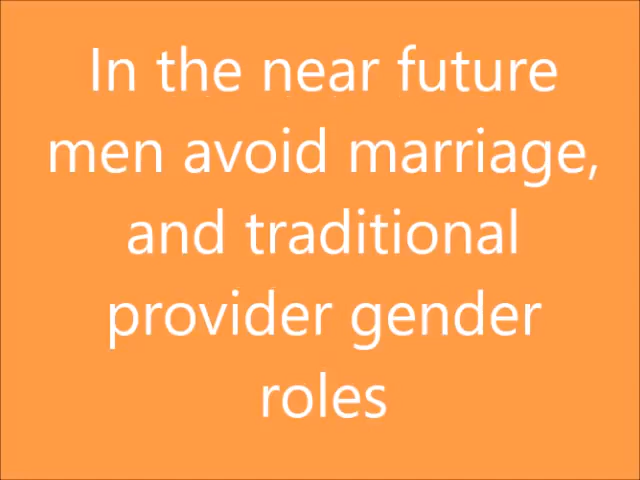 In the near future
men avoid marriage,
and traditional
provider gender
roles